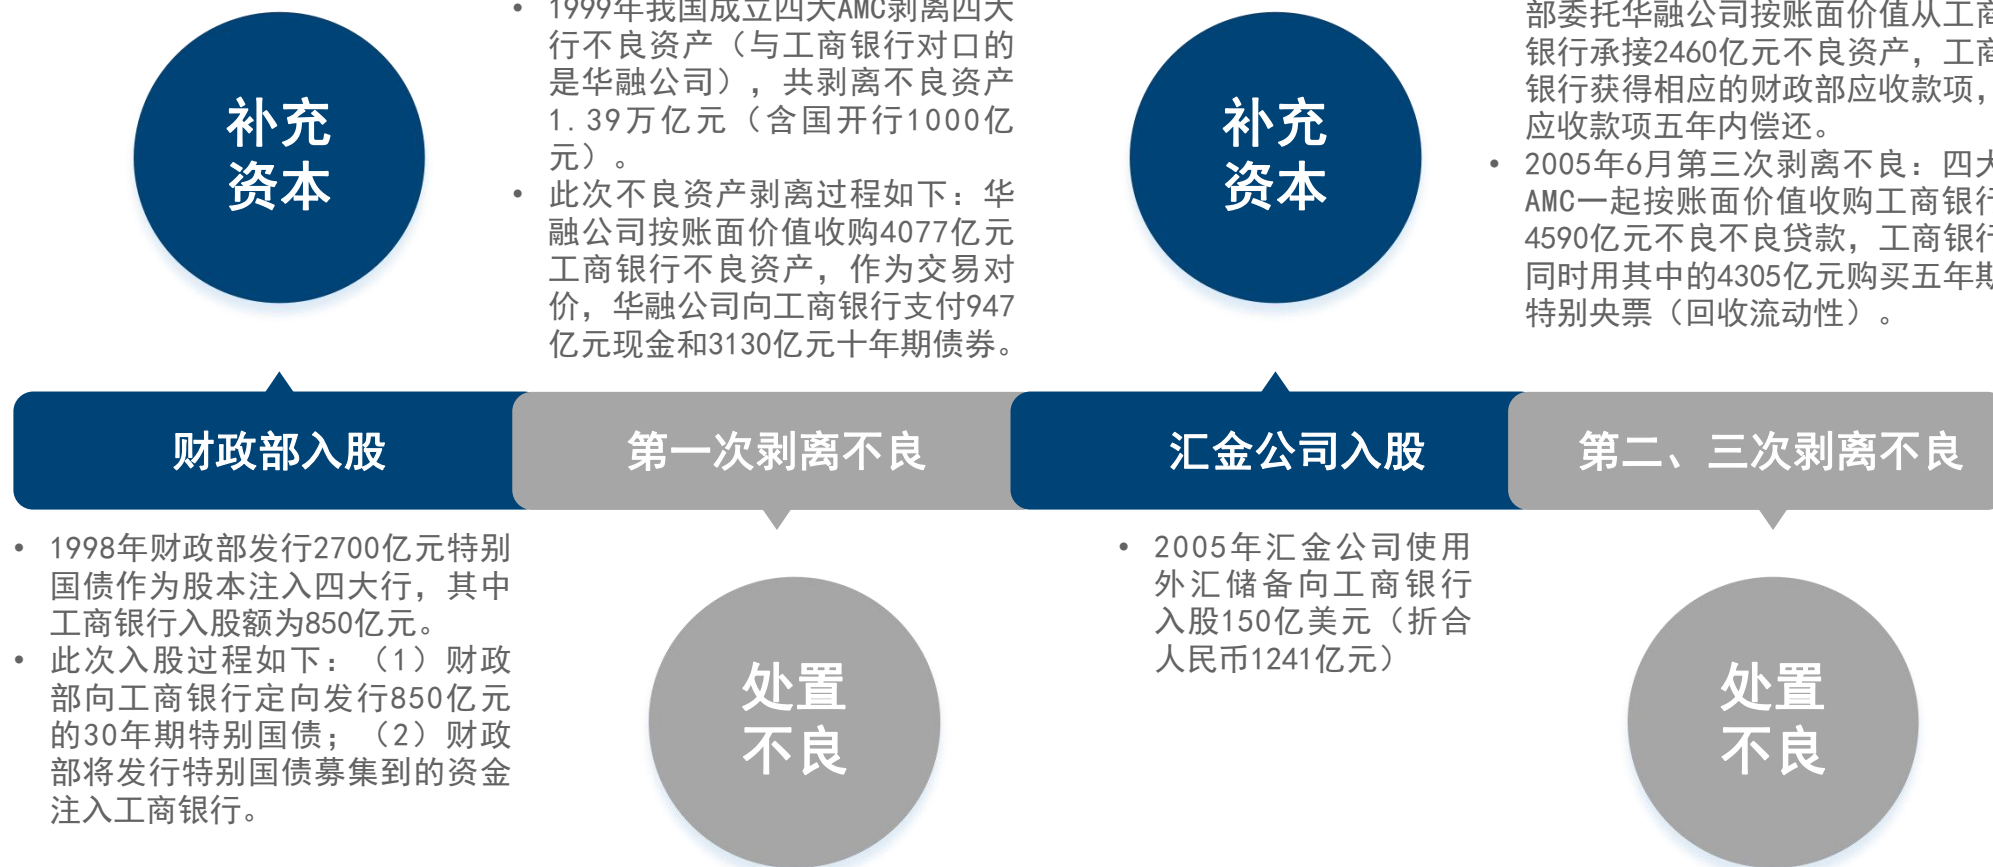 补充
资本
• 1999年我国成立四大AMC剥离四大
行不良资产（与工商银行对口的
是华融公司），共剥离不良资产
1.39万亿元（含国开行1000亿
元）。
• 此次不良资产剥离过程如下：华
融公司按账面价值收购4077亿元
工商银行不良资产，作为交易对
价，华融公司向工商银行支付947
亿元现金和3130亿元十年期债券。
补充
资本
部委托华融公司按账面价值从工商
银行承接2460亿元不良资产，工商
银行获得相应的财政部应收款项，
应收款项五年内偿还。
• 2005年6月第三次剥离不良：四大
AMC一起按账面价值收购工商银行
4590亿元不良不良贷款，工商银行
同时用其中的4305亿元购买五年期
特别央票（回收流动性）。
财政部入股
第一次剥离不良
汇金公司入股
第二、三次剥离不良
• 1998年财政部发行2700亿元特别
国债作为股本注入四大行，其中
工商银行入股额为850亿元。
• 此次入股过程如下：（1）财政
部向工商银行定向发行850亿元
的30年期特别国债；（2）财政
部将发行特别国债募集到的资金
注入工商银行。
处置
不良
• 2005年汇金公司使用
外汇储备向工商银行
入股150亿美元（折合
人民币1241亿元）
处置
不良